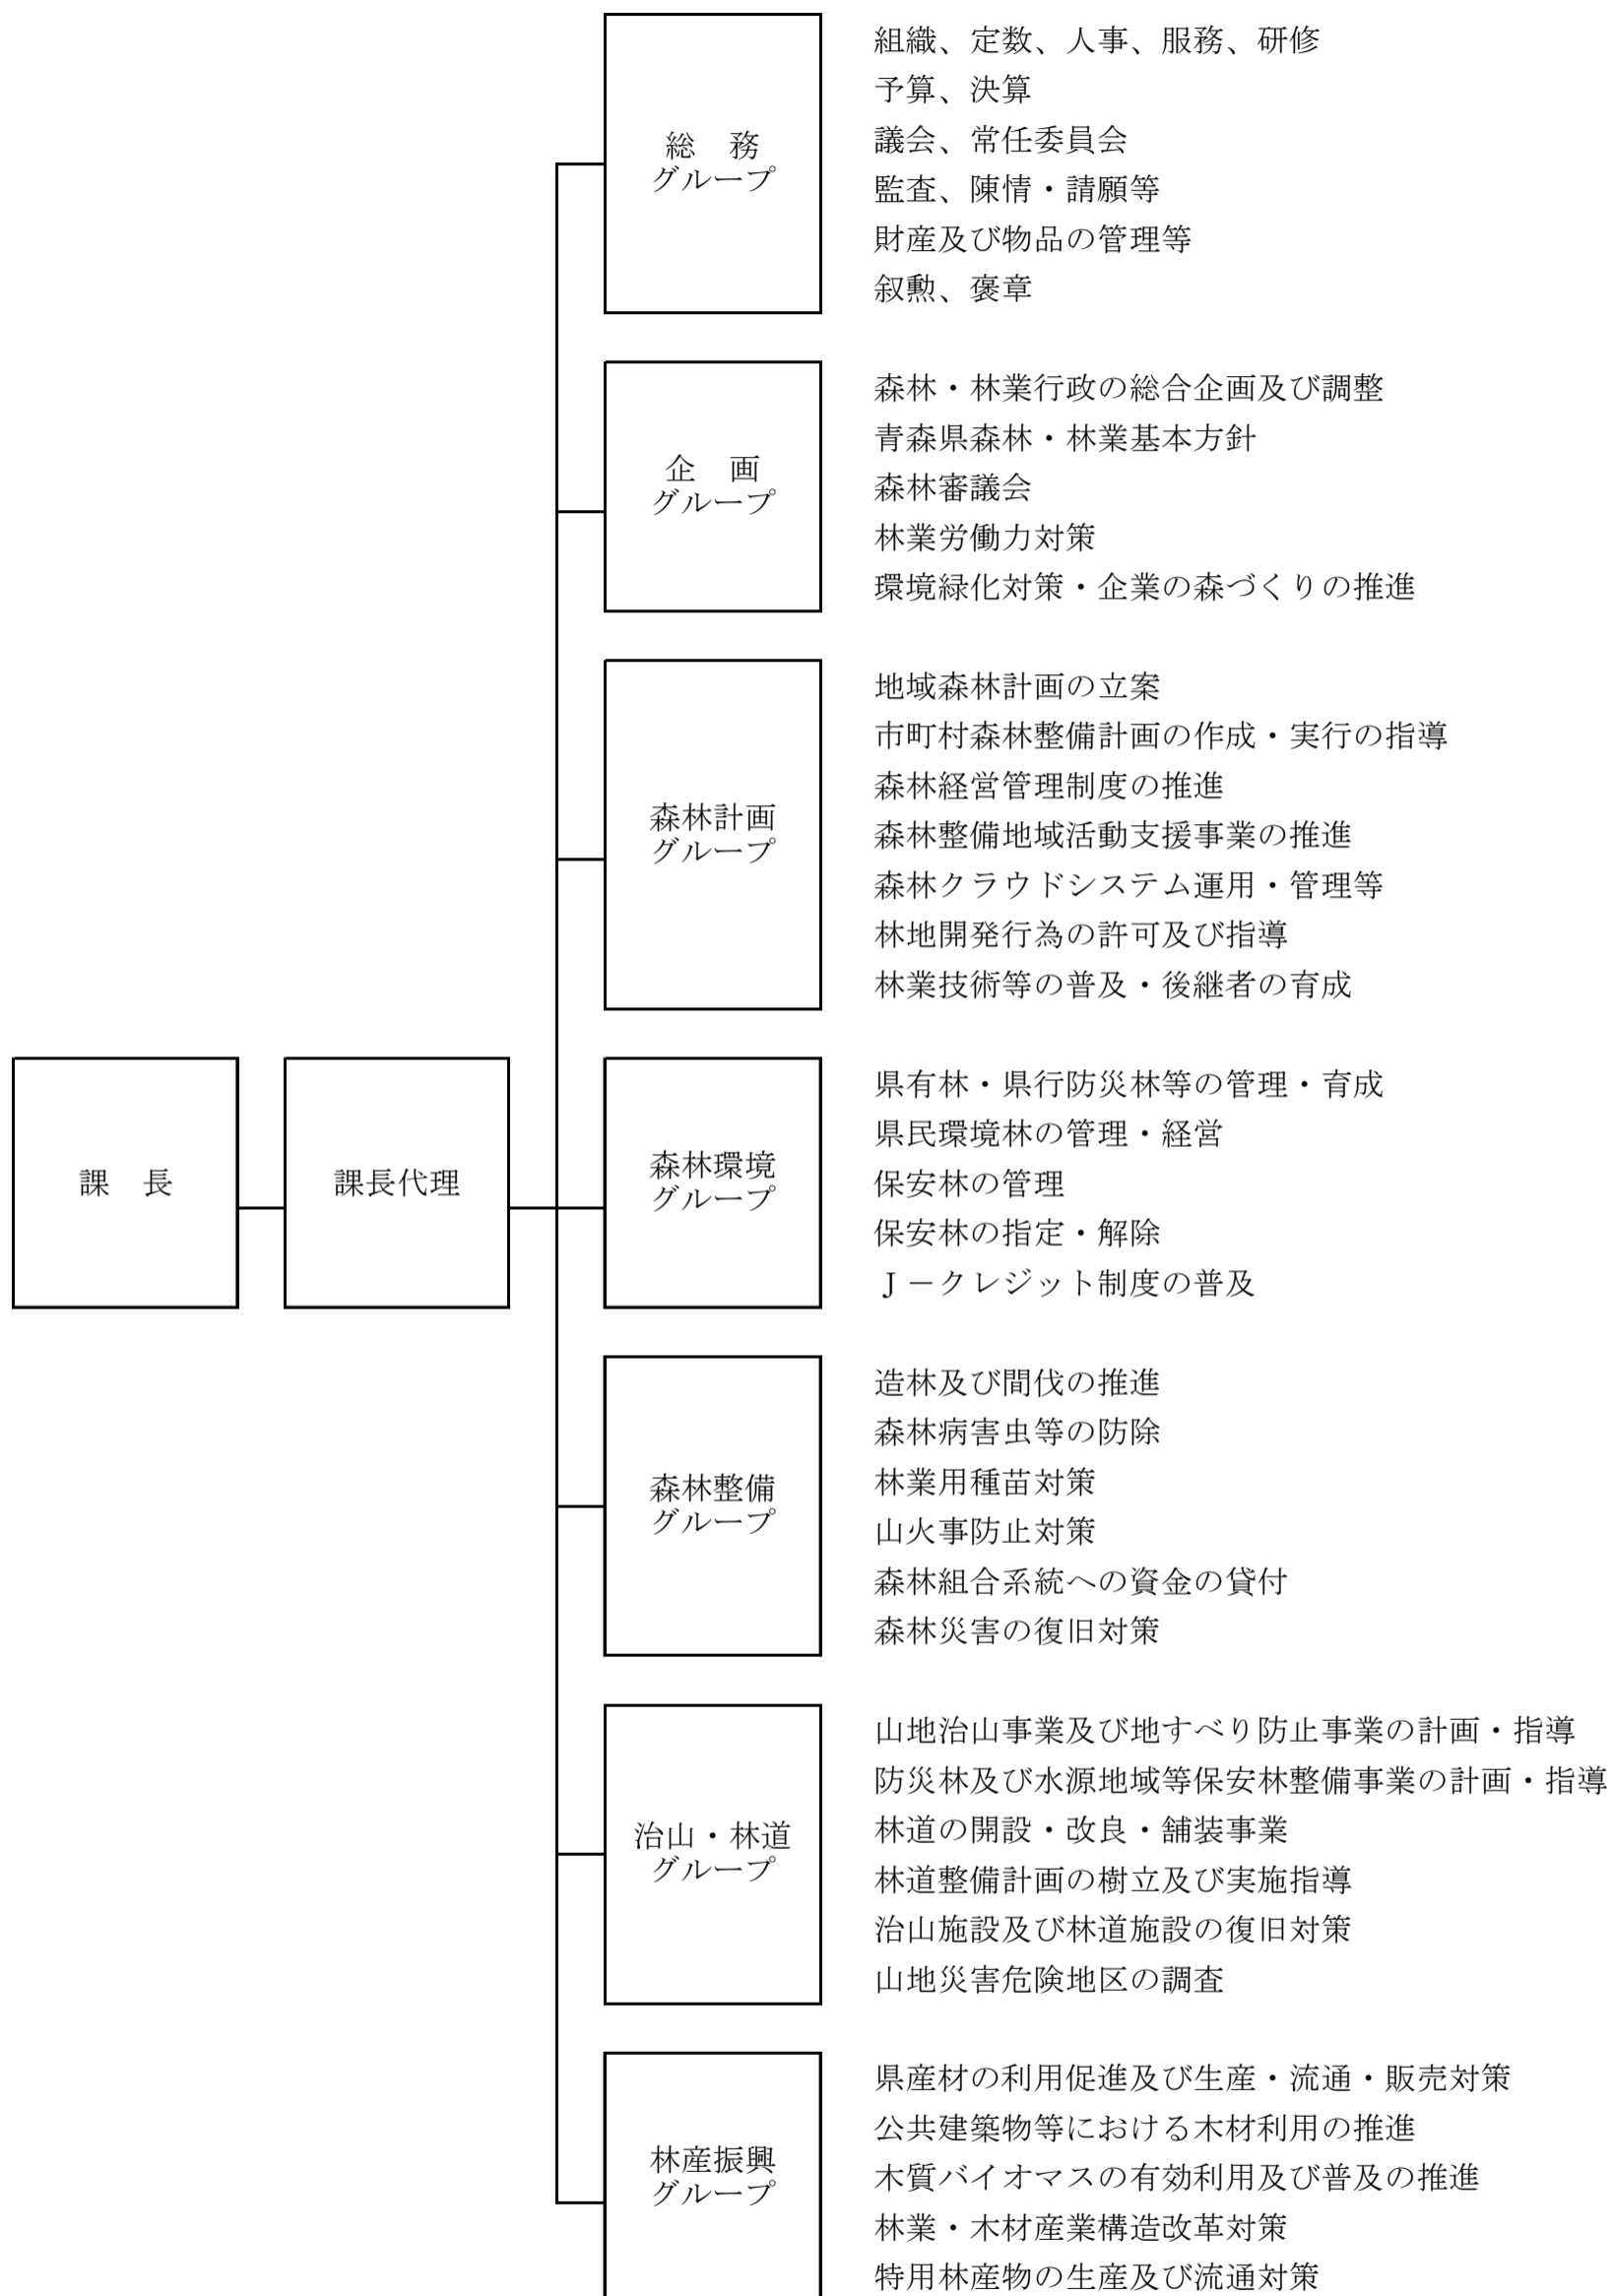 総　務
グループ
組織、定数、人事、服務、研修
予算、決算
議会、常任委員会
監査、陳情・請願等
財産及び物品の管理等
叙勲、褒章
企　画
グループ
森林・林業行政の総合企画及び調整
青森県森林・林業基本方針
森林審議会
林業労働力対策
環境緑化対策・企業の森づくりの推進
森林計画
グループ
地域森林計画の立案
市町村森林整備計画の作成・実行の指導
森林経営管理制度の推進
森林整備地域活動支援事業の推進
森林クラウドシステム運用・管理等
林地開発行為の許可及び指導
林業技術等の普及・後継者の育成
課　長
課長代理
森林環境
グループ
県有林・県行防災林等の管理・育成
県民環境林の管理・経営
保安林の管理
保安林の指定・解除
Ｊ－クレジット制度の普及
森林整備
グループ
造林及び間伐の推進
森林病害虫等の防除
林業用種苗対策
山火事防止対策
森林組合系統への資金の貸付
森林災害の復旧対策
治山・林道
グループ
山地治山事業及び地すべり防止事業の計画・指導
防災林及び水源地域等保安林整備事業の計画・指導
林道の開設・改良・舗装事業
林道整備計画の樹立及び実施指導
治山施設及び林道施設の復旧対策
山地災害危険地区の調査
林産振興
グループ
県産材の利用促進及び生産・流通・販売対策
公共建築物等における木材利用の推進
木質バイオマスの有効利用及び普及の推進
林業・木材産業構造改革対策
特用林産物の生産及び流通対策